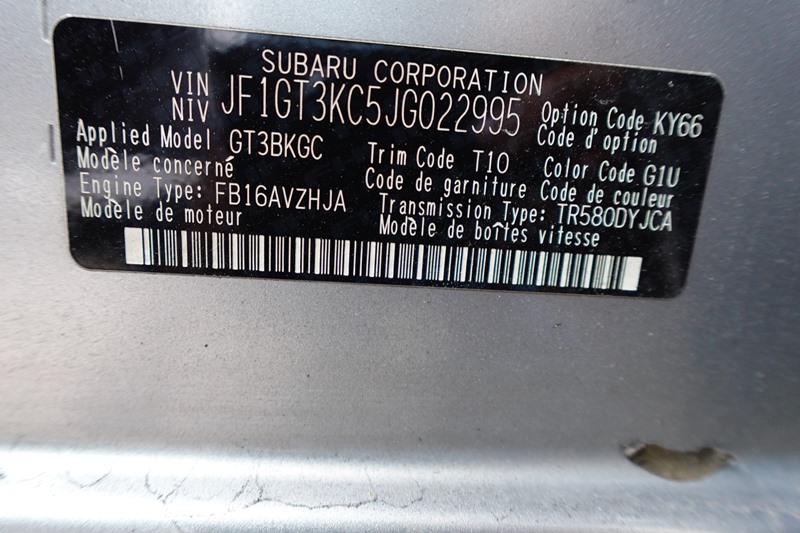 SUBARU CORPORATION
VIN NIV JF1GT3KC5JG022995 Option Code KY66
Code d'option
Applied Model GT3BKGC Trim Code T10 Color Code G1U
Modèle concerné Code de garniture Code de couleur
Engine Type: FB16AVZHJA Transmission Type: TR580DYJCA
Modèle de moteur Modèle de boîtes vitesse